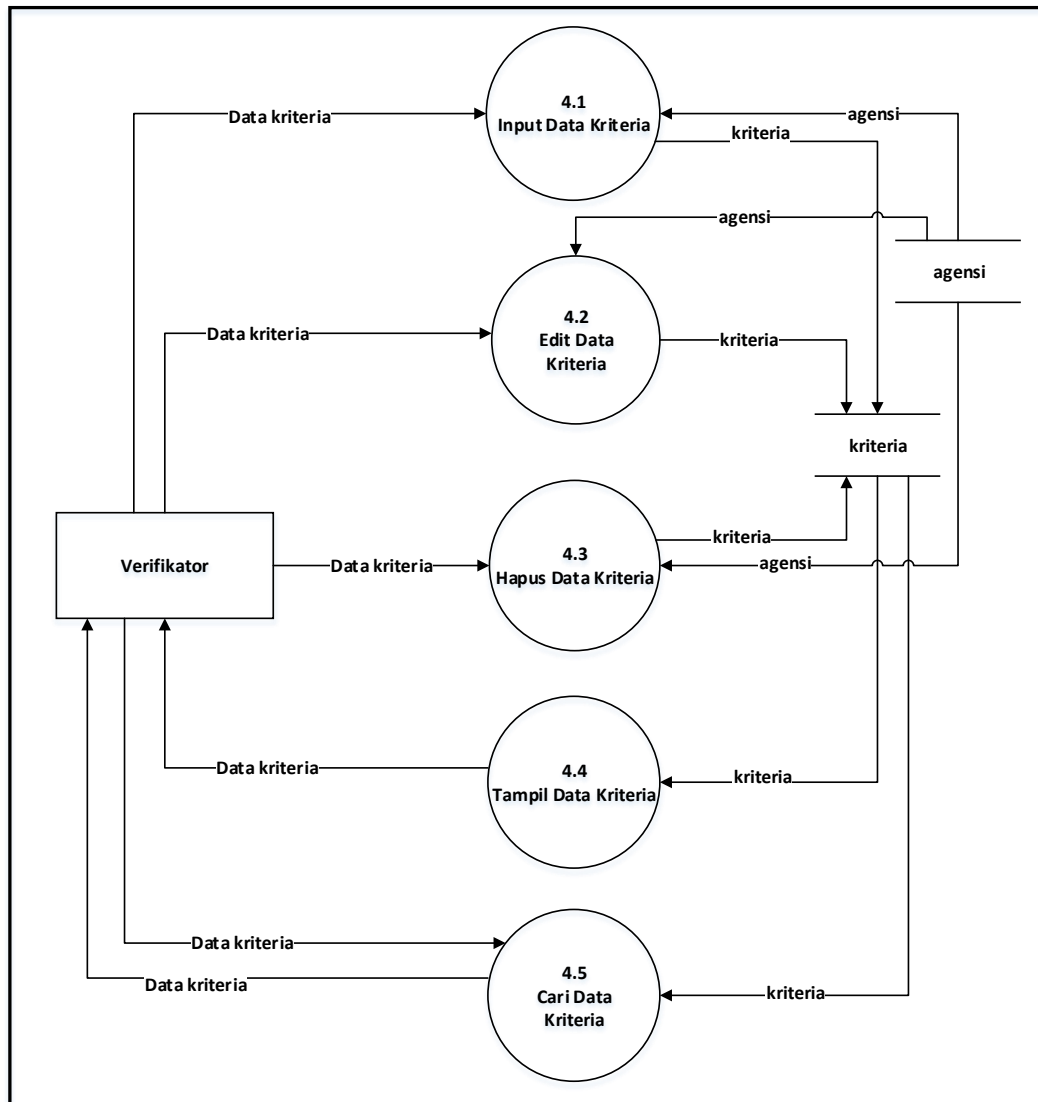 4.1
Input Data Kriteria
Data kriteria
agensi
kriteria
agensi
agensi
4.2
Edit Data
Kriteria
Data kriteria
kriteria
kriteria
Verifikator
Data kriteria
4.3
Hapus Data Kriteria
kriteria
agensi
Data kriteria
4.4
Tampil Data Kriteria
kriteria
Data kriteria
Data kriteria
4.5
Cari Data
Kriteria
kriteria